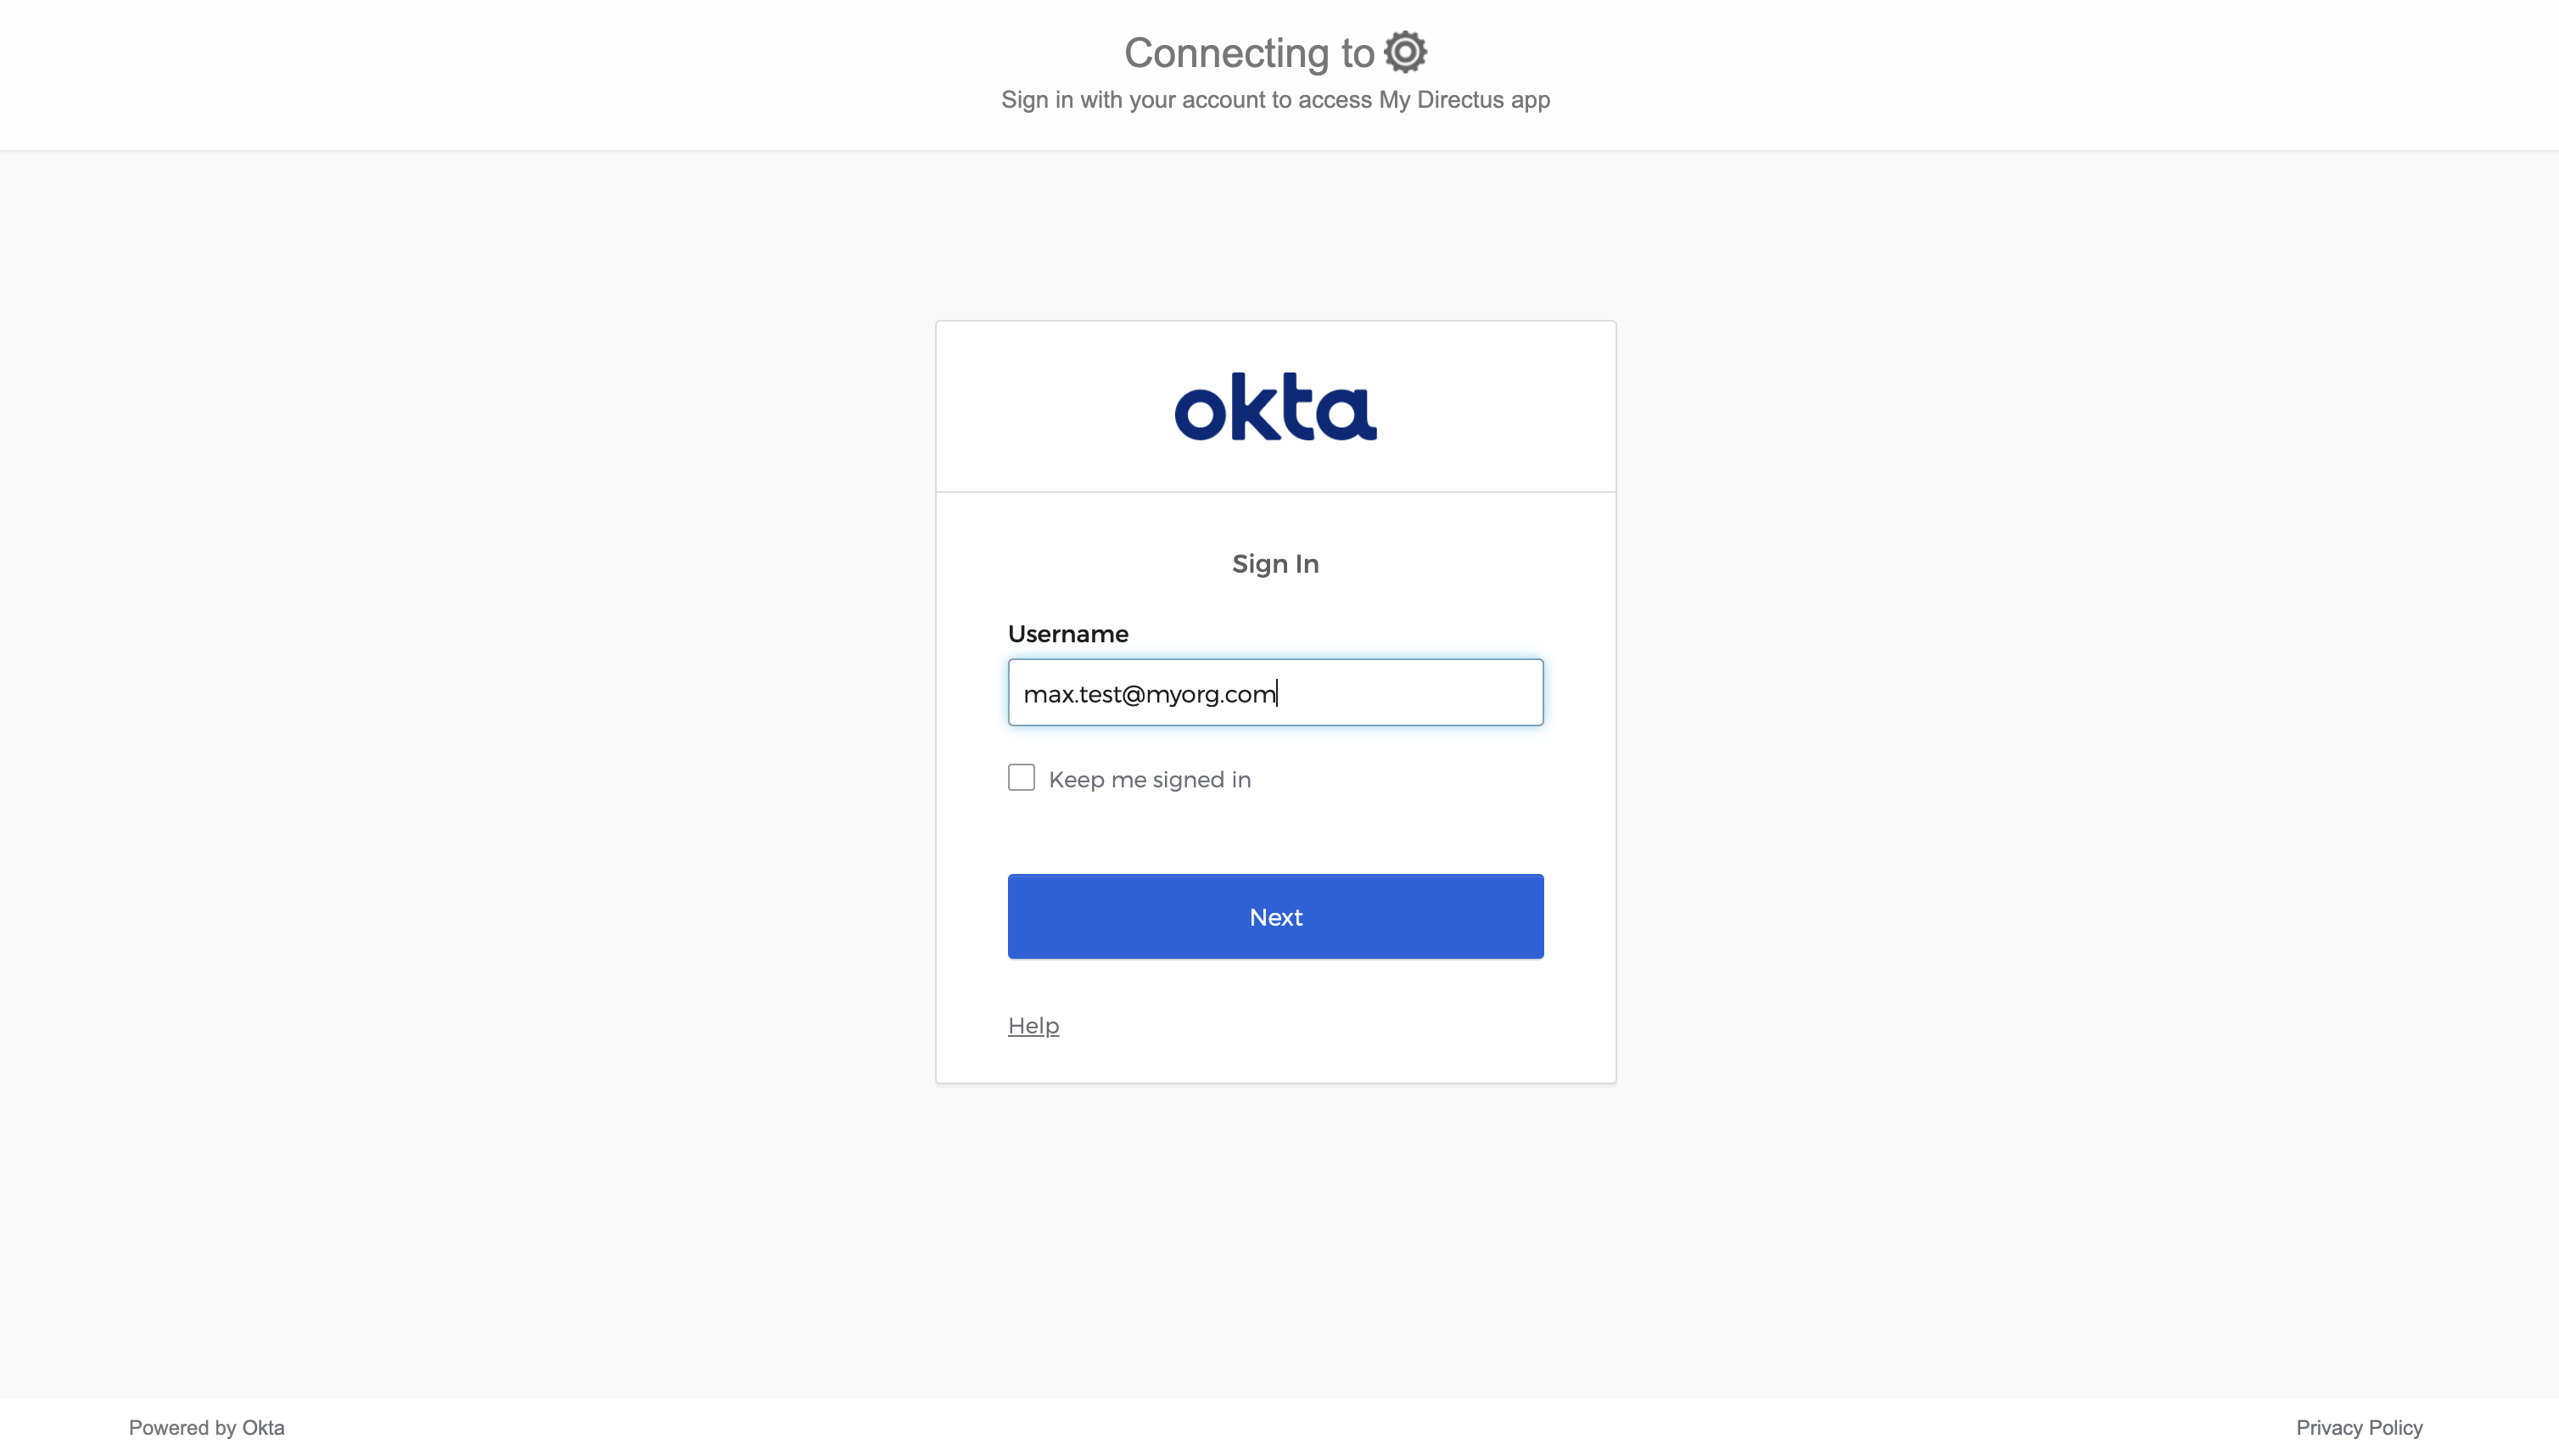 Connecting to
Sign in with your account to access My Directus app
okta
Sign In
Username
max.test@myorg.com
Keep me signed in
Next
Help
Powered by Okta
Privacy Policy